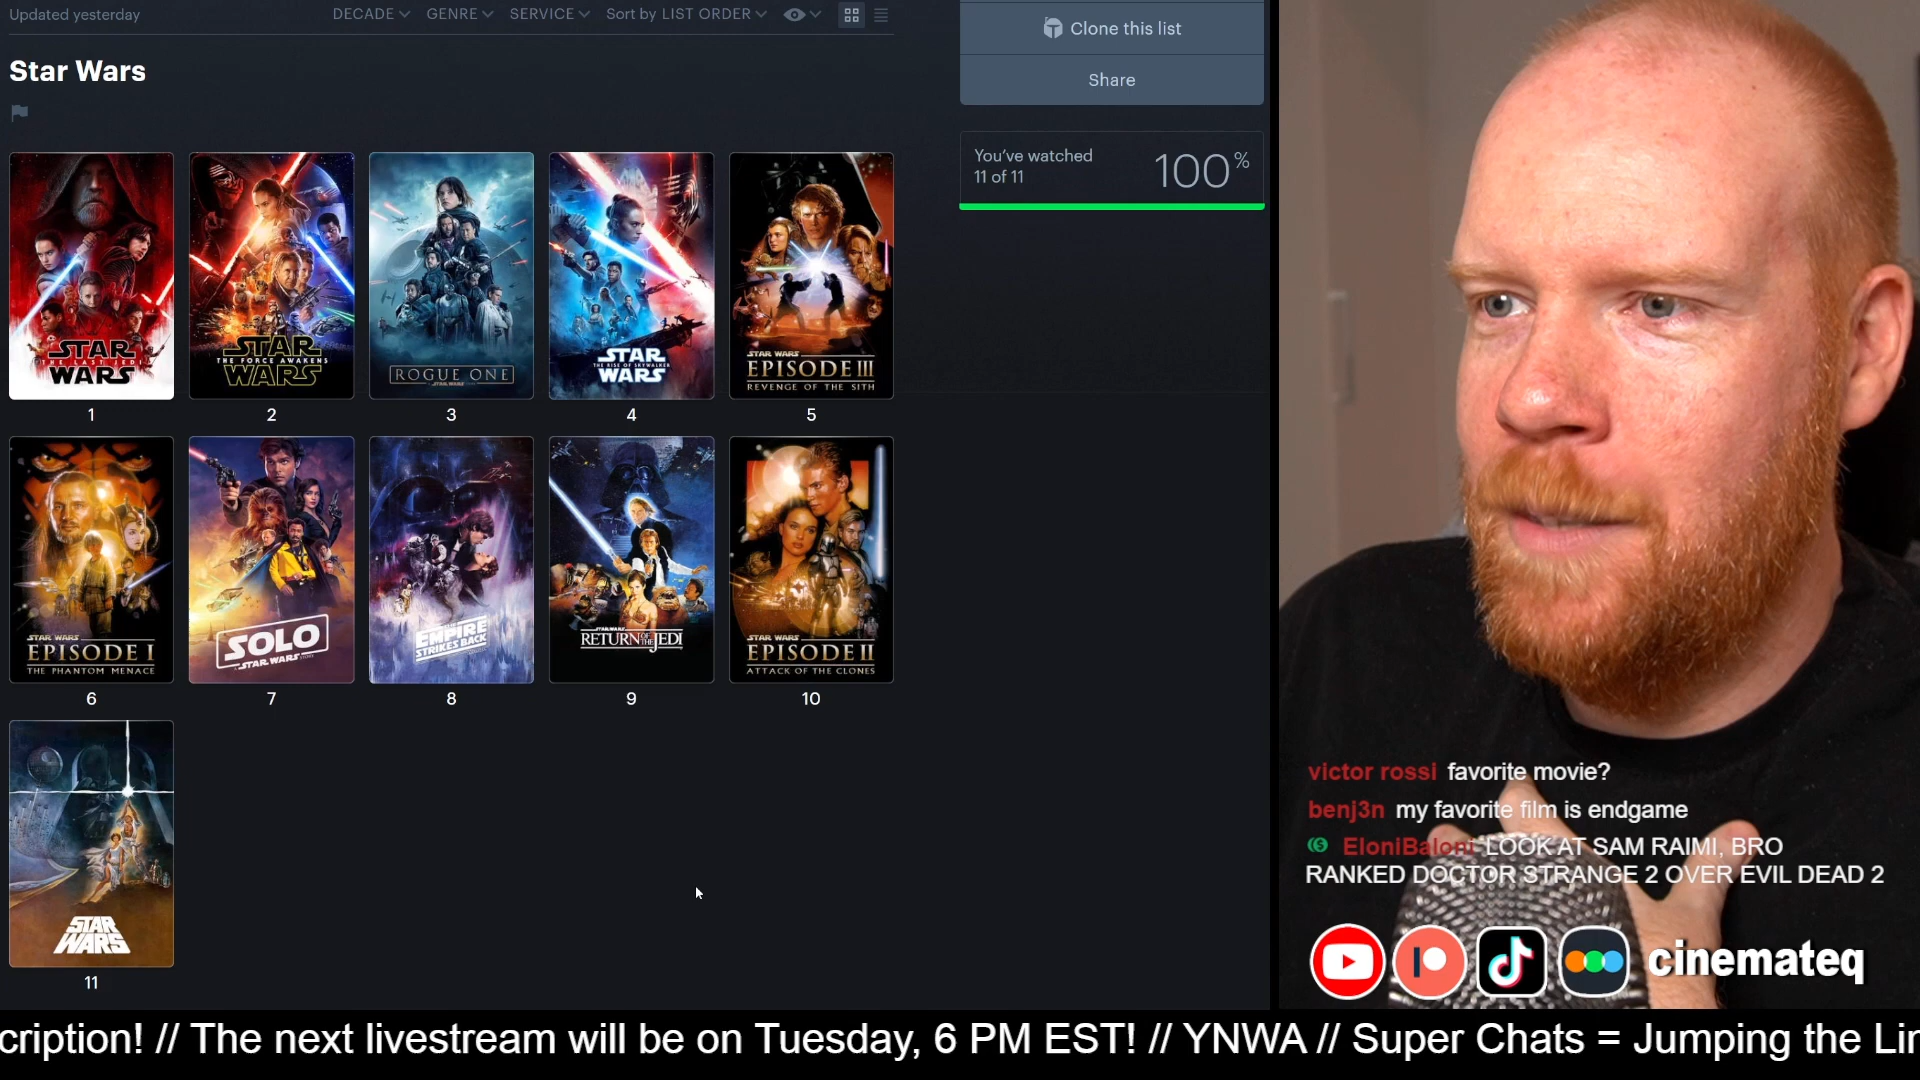 Updated yesterday
DECADE
GENRE
SERVICE
Sort by LIST ORDER
Star Wars
Clone this list
Share
You've watched
11 of 11
100%
STAR
THE LAST JEDI
WARS
1
STAR
THE FORCE AWAKENS
WARS
2
ROGUE ONE
A STAR WARS STORY
3
STAR
THE RISE OF SKYWALKER
WARS
4
STAR WARS
EPISODE III
REVENGE OF THE SITH
5
STAR WARS
EPISODE I
THE PHANTOM MENACE
6
SOLO
A STAR WARS STORY
7
THE
EMPIRE
STRIKES BACK
8
STAR WARS
RETURN OF THE JEDI
9
STAR WARS
EPISODE II
ATTACK OF THE CLONES
10
STAR
WARS
11
victor rossi favorite movie?
benj3n my favorite film is endgame
EloniBaloni LOOK AT SAM RAIMI, BRO
RANKED DOCTOR STRANGE 2 OVER EVIL DEAD 2
cinemateq
cription! // The next livestream will be on Tuesday, 6 PM EST! // YNWA // Super Chats = Jumping the Lin